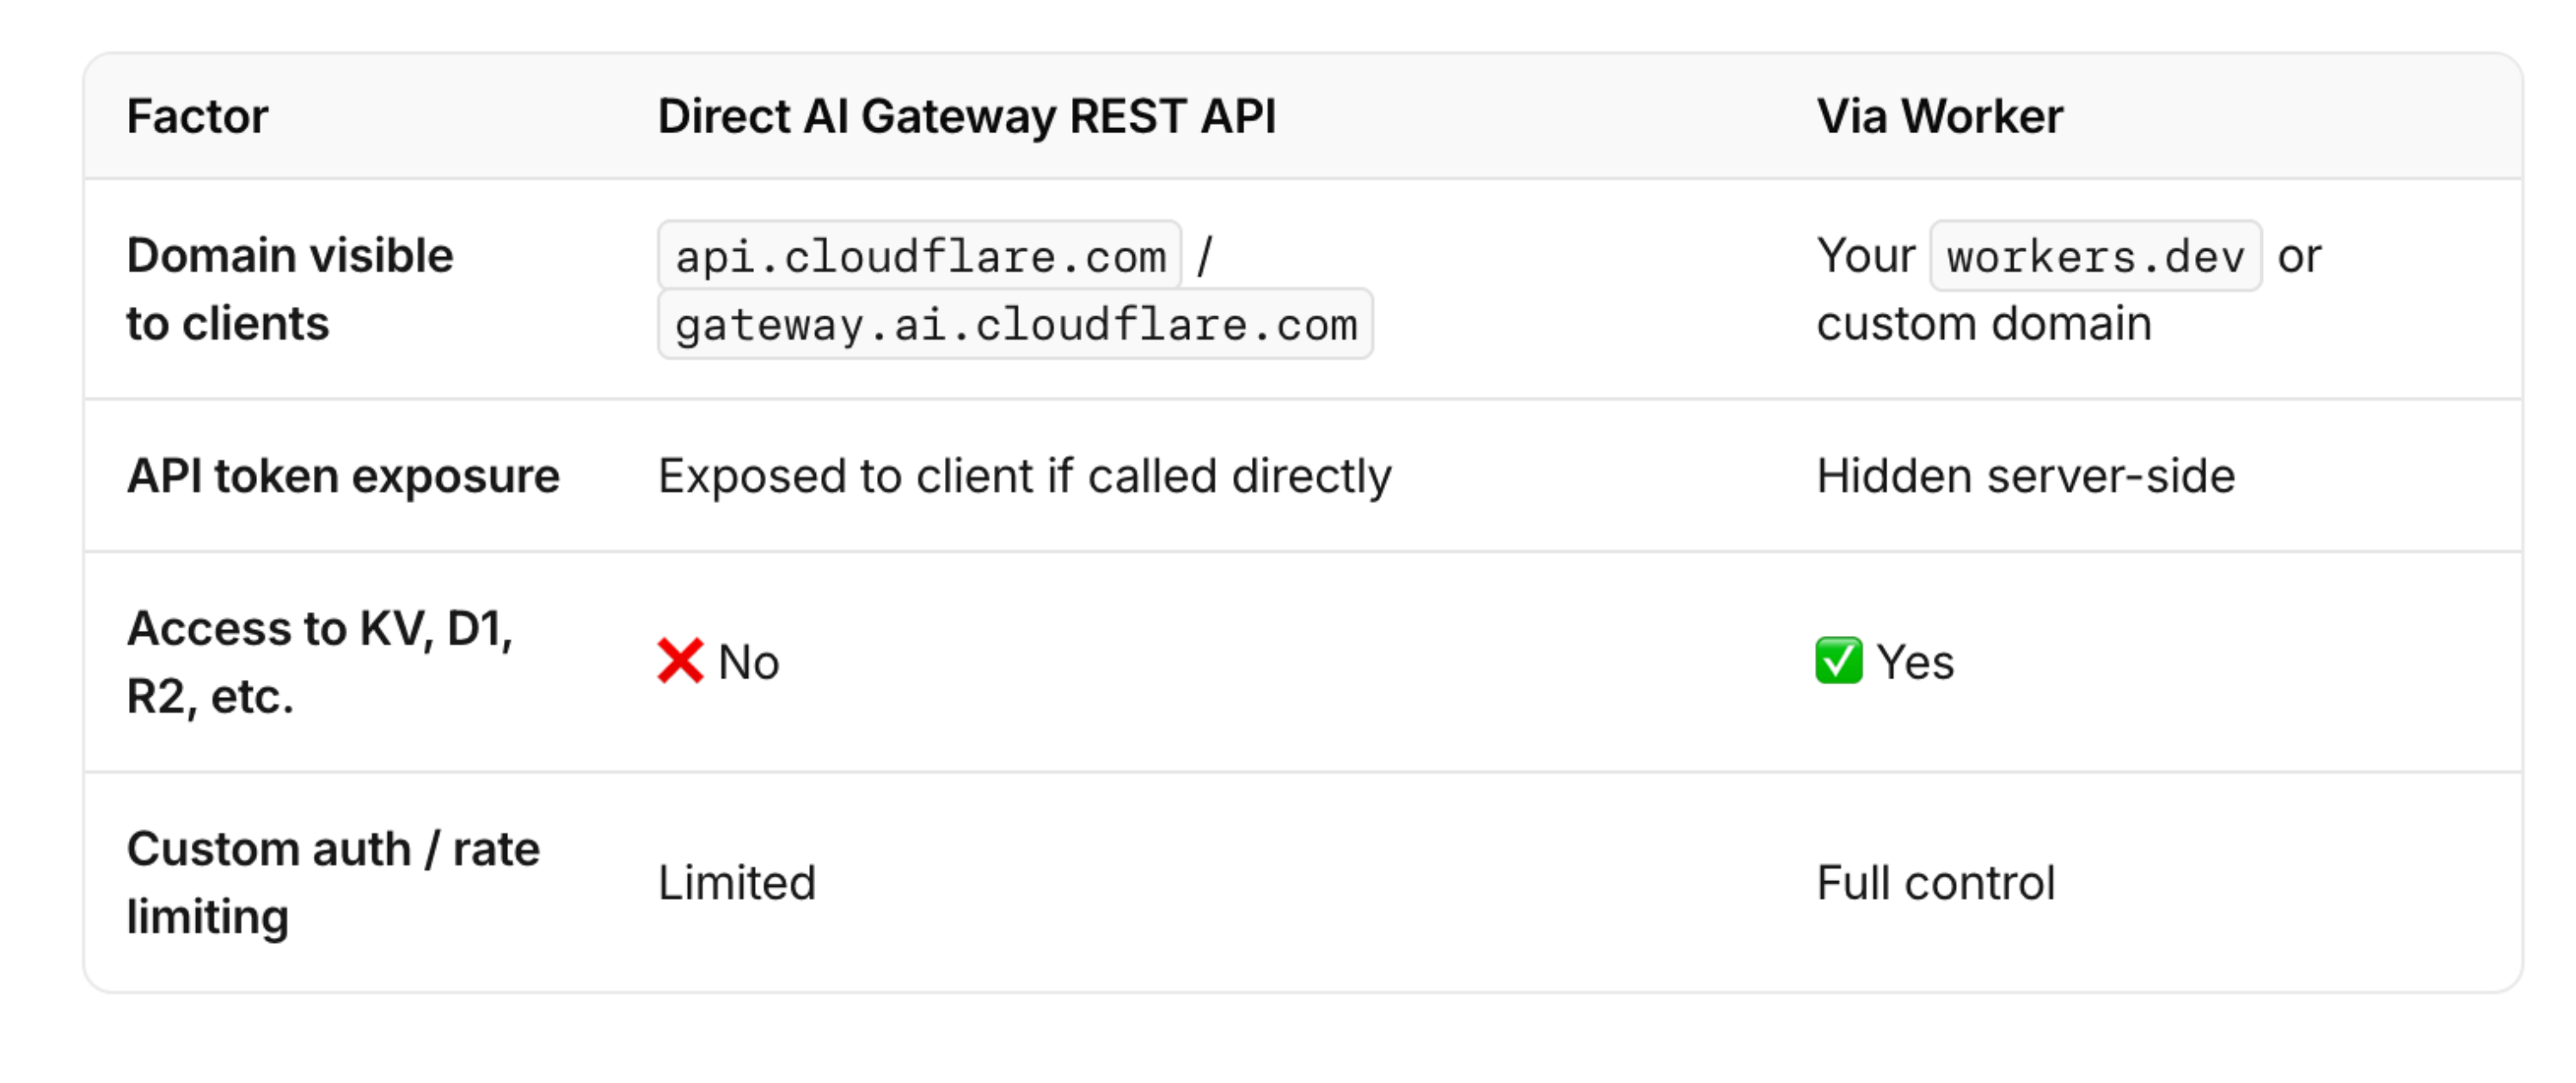 Factor Direct AI Gateway REST API Via Worker
Domain visible
to clients
api.cloudflare.com /
gateway.ai.cloudflare.com
Your workers.dev or
custom domain
API token exposure Exposed to client if called directly Hidden server-side
Access to KV, D1,
R2, etc.
❌ No
✅ Yes
Custom auth / rate
limiting
Limited
Full control